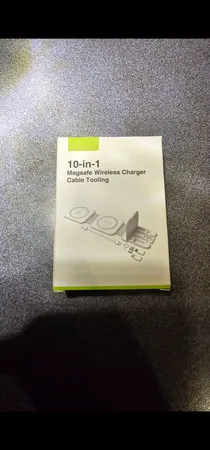 10-in-1
Magsafe Wireless Charger
Cable Tooling